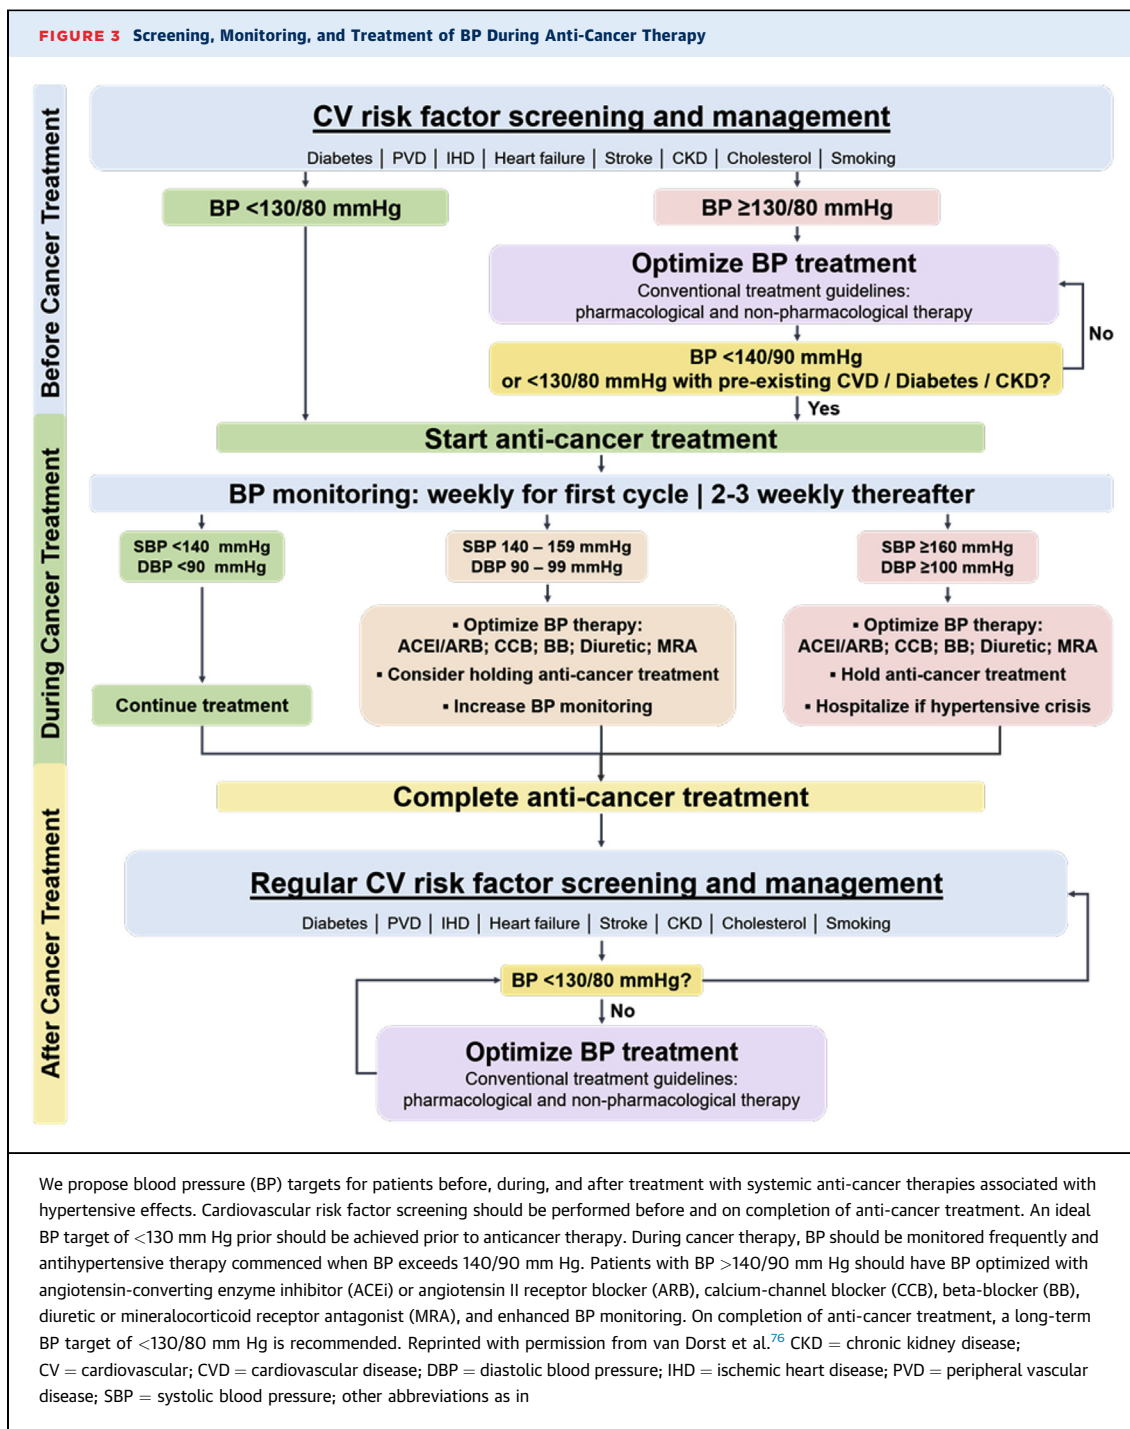 FIGURE 3 Screening, Monitoring, and Treatment of BP During Anti-Cancer Therapy
Before Cancer Treatment
CV risk factor screening and management
Diabetes | PVD | IHD | Heart failure | Stroke | CKD | Cholesterol | Smoking
BP <130/80 mmHg
BP ≥130/80 mmHg
Optimize BP treatment
Conventional treatment guidelines:
pharmacological and non-pharmacological therapy
No
BP <140/90 mmHg
or <130/80 mmHg with pre-existing CVD / Diabetes / CKD?
Yes
During Cancer Treatment
Start anti-cancer treatment
BP monitoring: weekly for first cycle | 2-3 weekly thereafter
SBP <140 mmHg
DBP <90 mmHg
SBP 140 – 159 mmHg
DBP 90 – 99 mmHg
SBP ≥160 mmHg
DBP ≥100 mmHg
Continue treatment
▪ Optimize BP therapy:
ACEI/ARB; CCB; BB; Diuretic; MRA
▪ Consider holding anti-cancer treatment
▪ Increase BP monitoring
▪ Optimize BP therapy:
ACEI/ARB; CCB; BB; Diuretic; MRA
▪ Hold anti-cancer treatment
▪ Hospitalize if hypertensive crisis
After Cancer Treatment
Complete anti-cancer treatment
Regular CV risk factor screening and management
Diabetes | PVD | IHD | Heart failure | Stroke | CKD | Cholesterol | Smoking
BP <130/80 mmHg?
No
Optimize BP treatment
Conventional treatment guidelines:
pharmacological and non-pharmacological therapy
We propose blood pressure (BP) targets for patients before, during, and after treatment with systemic anti-cancer therapies associated with
hypertensive effects. Cardiovascular risk factor screening should be performed before and on completion of anti-cancer treatment. An ideal
BP target of <130 mm Hg prior should be achieved prior to anticancer therapy. During cancer therapy, BP should be monitored frequently and
antihypertensive therapy commenced when BP exceeds 140/90 mm Hg. Patients with BP >140/90 mm Hg should have BP optimized with
angiotensin-converting enzyme inhibitor (ACEi) or angiotensin II receptor blocker (ARB), calcium-channel blocker (CCB), beta-blocker (BB),
diuretic or mineralocorticoid receptor antagonist (MRA), and enhanced BP monitoring. On completion of anti-cancer treatment, a long-term
BP target of <130/80 mm Hg is recommended. Reprinted with permission from van Dorst et al.76 CKD = chronic kidney disease;
CV = cardiovascular; CVD = cardiovascular disease; DBP = diastolic blood pressure; IHD = ischemic heart disease; PVD = peripheral vascular
disease; SBP = systolic blood pressure; other abbreviations as in